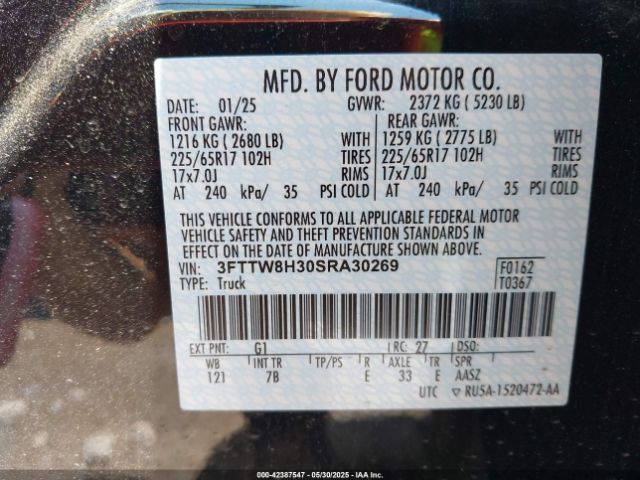 MFD. BY FORD MOTOR CO.
DATE: 01/25 GVWR: 2372 KG ( 5230 LB)
FRONT GAWR: REAR GAWR:
1216 KG ( 2680 LB) WITH 1259 KG ( 2775 LB) WITH
225/65R17 102H TIRES 225/65R17 102H TIRES
17x7.0J RIMS 17x7.0J RIMS
AT 240 kPa/ 35 PSI COLD AT 240 kPa/ 35 PSI COLD
THIS VEHICLE CONFORMS TO ALL APPLICABLE FEDERAL MOTOR
VEHICLE SAFETY AND THEFT PREVENTION STANDARDS IN
EFFECT ON THE DATE OF MANUFACTURE SHOWN ABOVE.
VIN: 3FTTW8H30SRA30269 F0162
TYPE: Truck T0367
EXT PNT: G1 RC: 27 DSO:
WB INT TR TP/PS R AXLE TR SPR
121 7B E 33 E AASZ
UTC ▽ RU5A-1520472-AA
00-42387547 - 05/30/2025 - IAA Inc.